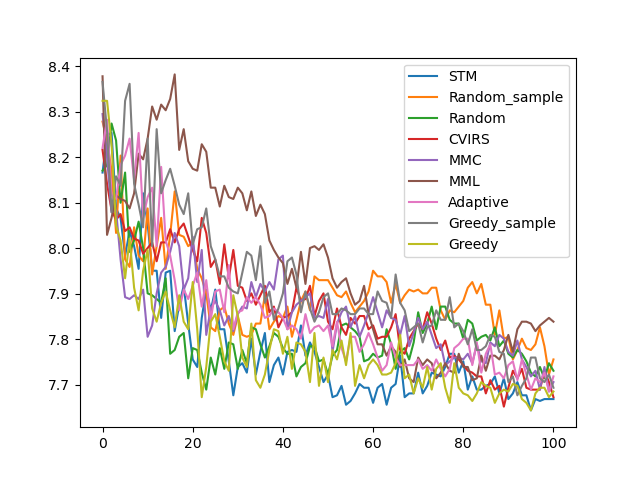 8.4
8.3
8.2
8.1
8.0
7.9
7.8
7.7
0
20
40
60
80
100
STM
Random_sample
Random
CVIRS
MMC
MML
Adaptive
Greedy_sample
Greedy